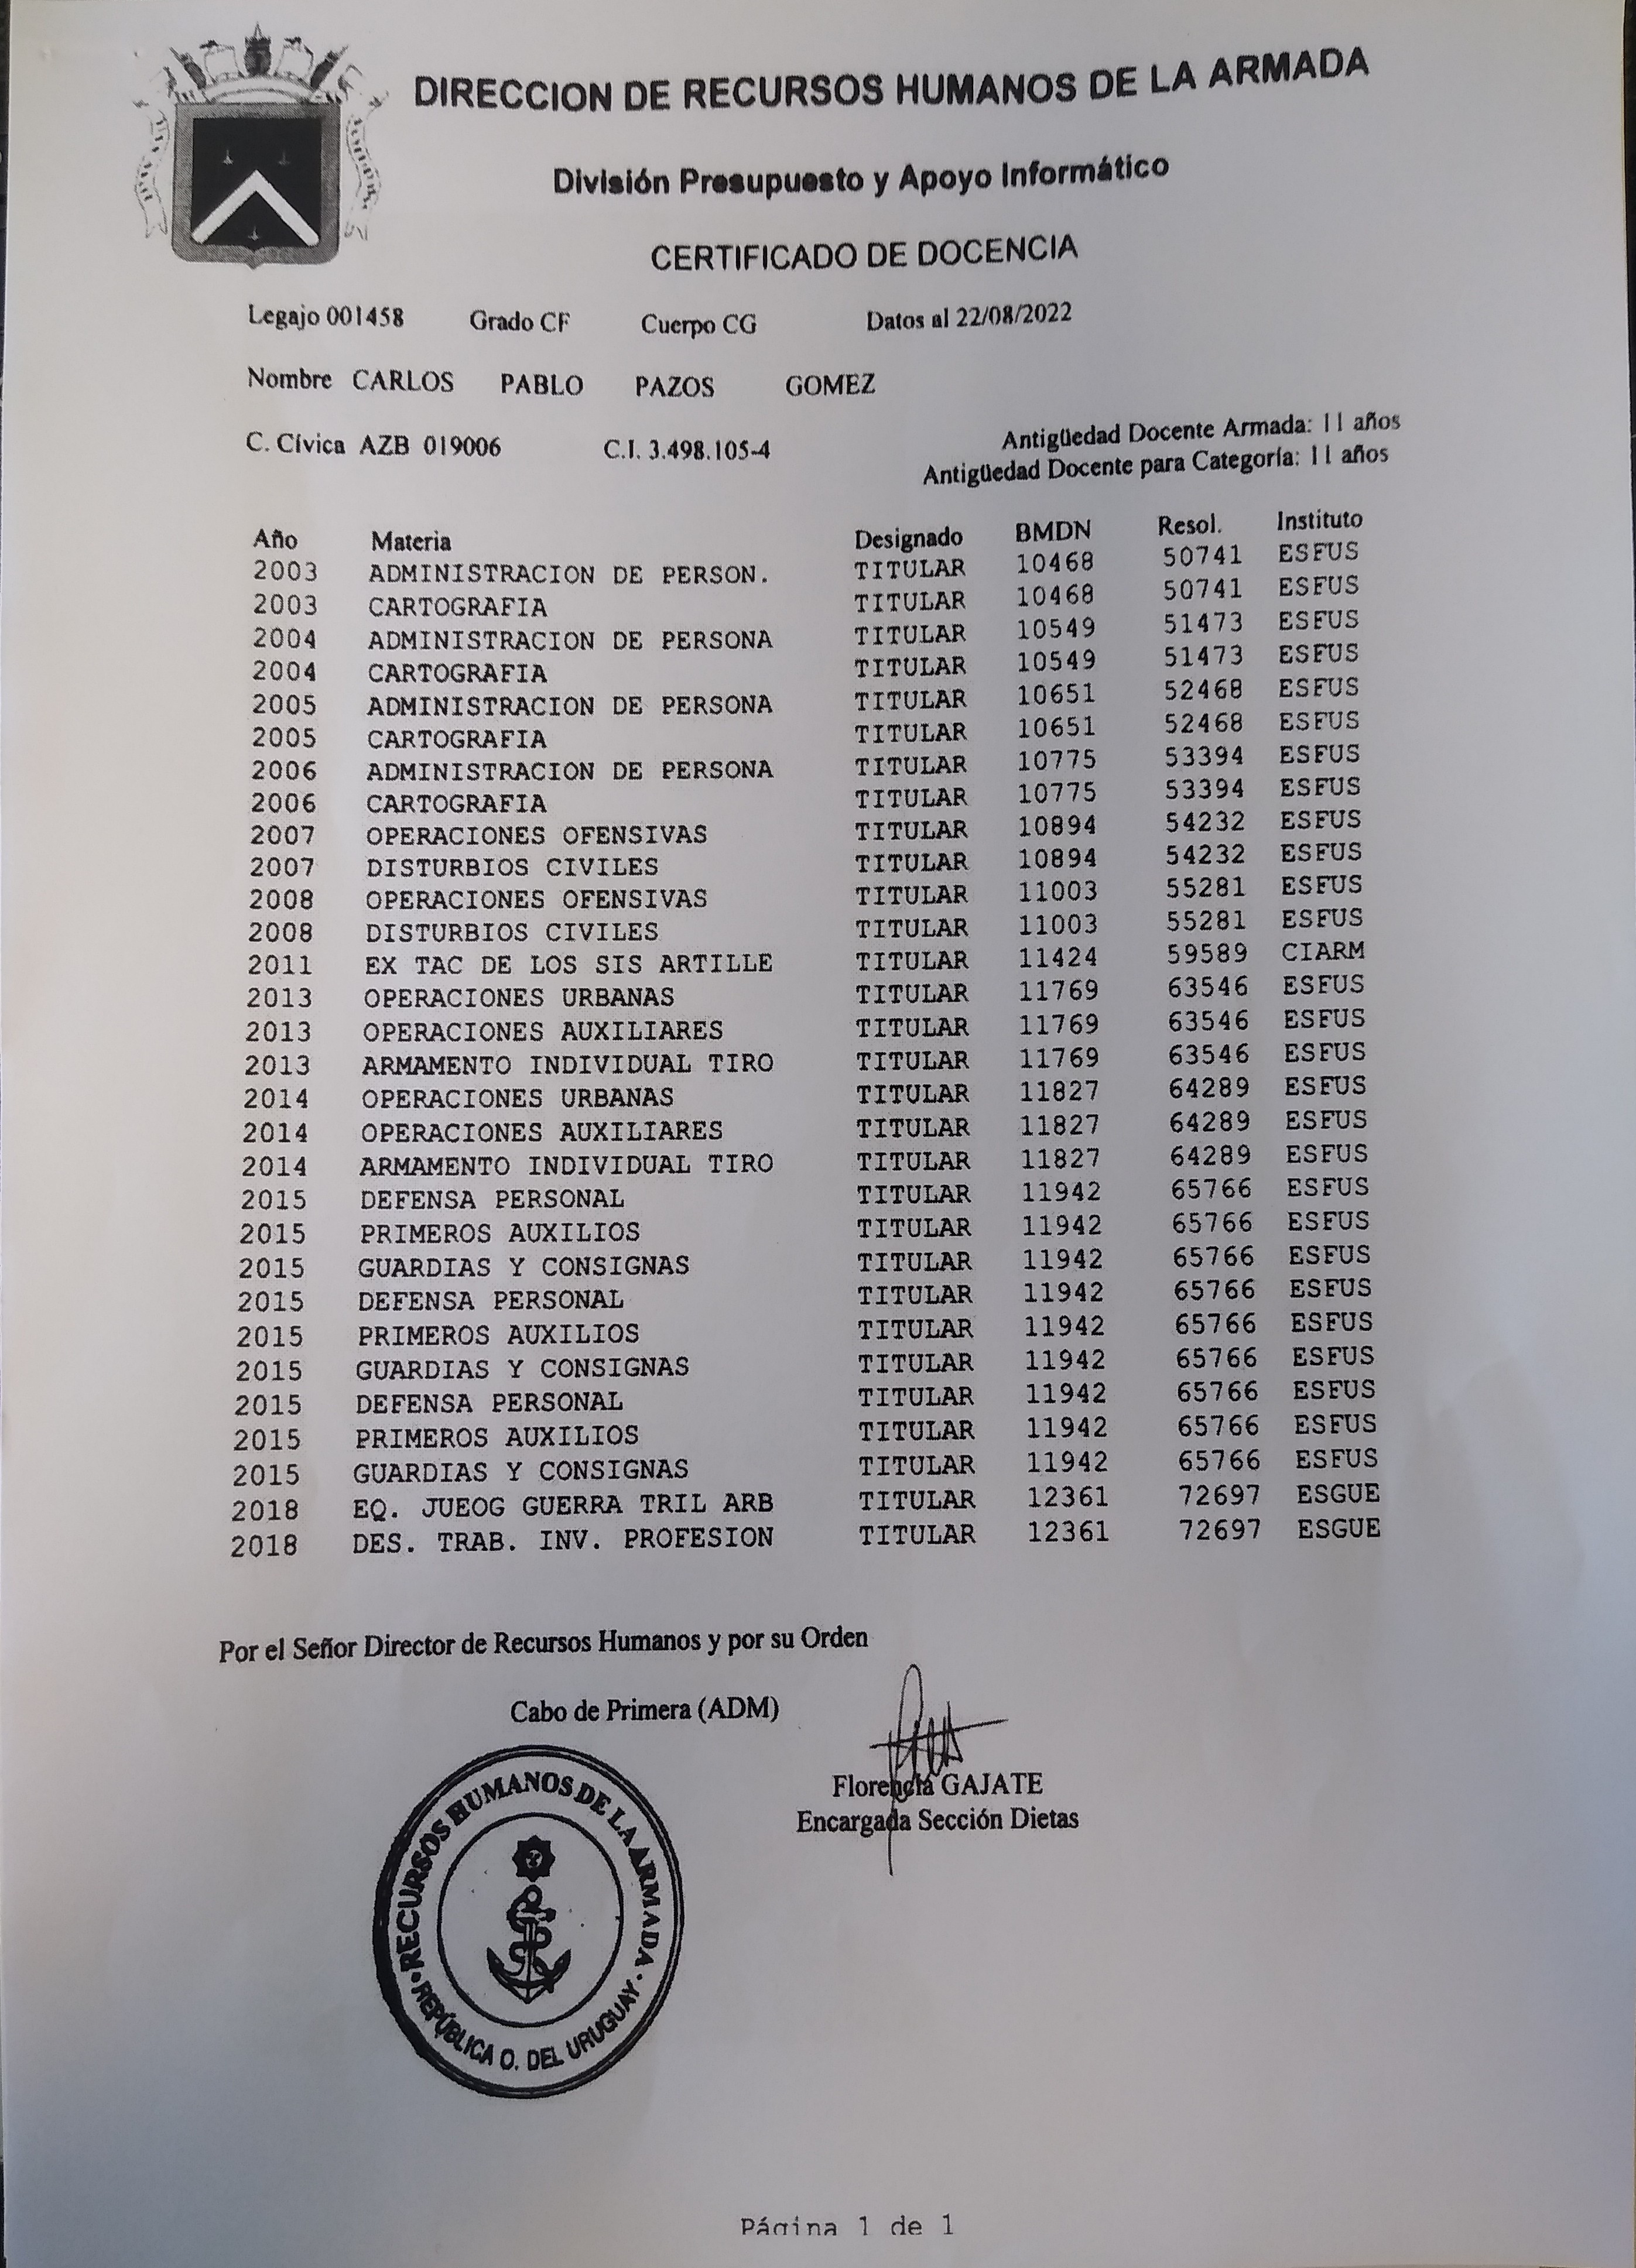 DIRECCION DE RECURSOS HUMANOS DE LA ARMADA
División Presupuesto y Apoyo Informático
CERTIFICADO DE DOCENCIA
Legajo 001458 Grado CF Cuerpo CG Datos al 22/08/2022
Nombre CARLOS PABLO PAZOS GOMEZ
C. Cívica AZB 019006 C.I. 3.498.105-4 Antigüedad Docente Armada: 11 años
Antigüedad Docente para Categoría: 11 años
Año Materia Designado BMDN Resol. Instituto
2003 ADMINISTRACION DE PERSON. TITULAR 10468 50741 ESFUS
2003 CARTOGRAFIA TITULAR 10468 50741 ESFUS
2004 ADMINISTRACION DE PERSONA TITULAR 10549 51473 ESFUS
2004 CARTOGRAFIA TITULAR 10549 51473 ESFUS
2005 ADMINISTRACION DE PERSONA TITULAR 10651 52468 ESFUS
2005 CARTOGRAFIA TITULAR 10651 52468 ESFUS
2006 ADMINISTRACION DE PERSONA TITULAR 10775 53394 ESFUS
2006 CARTOGRAFIA TITULAR 10775 53394 ESFUS
2007 OPERACIONES OFENSIVAS TITULAR 10894 54232 ESFUS
2007 DISTURBIOS CIVILES TITULAR 10894 54232 ESFUS
2008 OPERACIONES OFENSIVAS TITULAR 11003 55281 ESFUS
2008 DISTURBIOS CIVILES TITULAR 11003 55281 ESFUS
2011 EX TAC DE LOS SIS ARTILLE TITULAR 11424 59589 CIARM
2013 OPERACIONES URBANAS TITULAR 11769 63546 ESFUS
2013 OPERACIONES AUXILIARES TITULAR 11769 63546 ESFUS
2013 ARMAMENTO INDIVIDUAL TIRO TITULAR 11769 63546 ESFUS
2014 OPERACIONES URBANAS TITULAR 11827 64289 ESFUS
2014 OPERACIONES AUXILIARES TITULAR 11827 64289 ESFUS
2014 ARMAMENTO INDIVIDUAL TIRO TITULAR 11827 64289 ESFUS
2015 DEFENSA PERSONAL TITULAR 11942 65766 ESFUS
2015 PRIMEROS AUXILIOS TITULAR 11942 65766 ESFUS
2015 GUARDIAS Y CONSIGNAS TITULAR 11942 65766 ESFUS
2015 DEFENSA PERSONAL TITULAR 11942 65766 ESFUS
2015 PRIMEROS AUXILIOS TITULAR 11942 65766 ESFUS
2015 GUARDIAS Y CONSIGNAS TITULAR 11942 65766 ESFUS
2015 DEFENSA PERSONAL TITULAR 11942 65766 ESFUS
2015 PRIMEROS AUXILIOS TITULAR 11942 65766 ESFUS
2015 GUARDIAS Y CONSIGNAS TITULAR 11942 65766 ESFUS
2018 EQ. JUEOG GUERRA TRIL ARB TITULAR 12361 72697 ESGUE
2018 DES. TRAB. INV. PROFESION TITULAR 12361 72697 ESGUE
Por el Señor Director de Recursos Humanos y por su Orden
Cabo de Primera (ADM)
Florencia GAJATE
Encargada Sección Dietas
RECURSOS HUMANOS DE LA ARMADA
REPÚBLICA O. DEL URUGUAY
Página 1 de 1